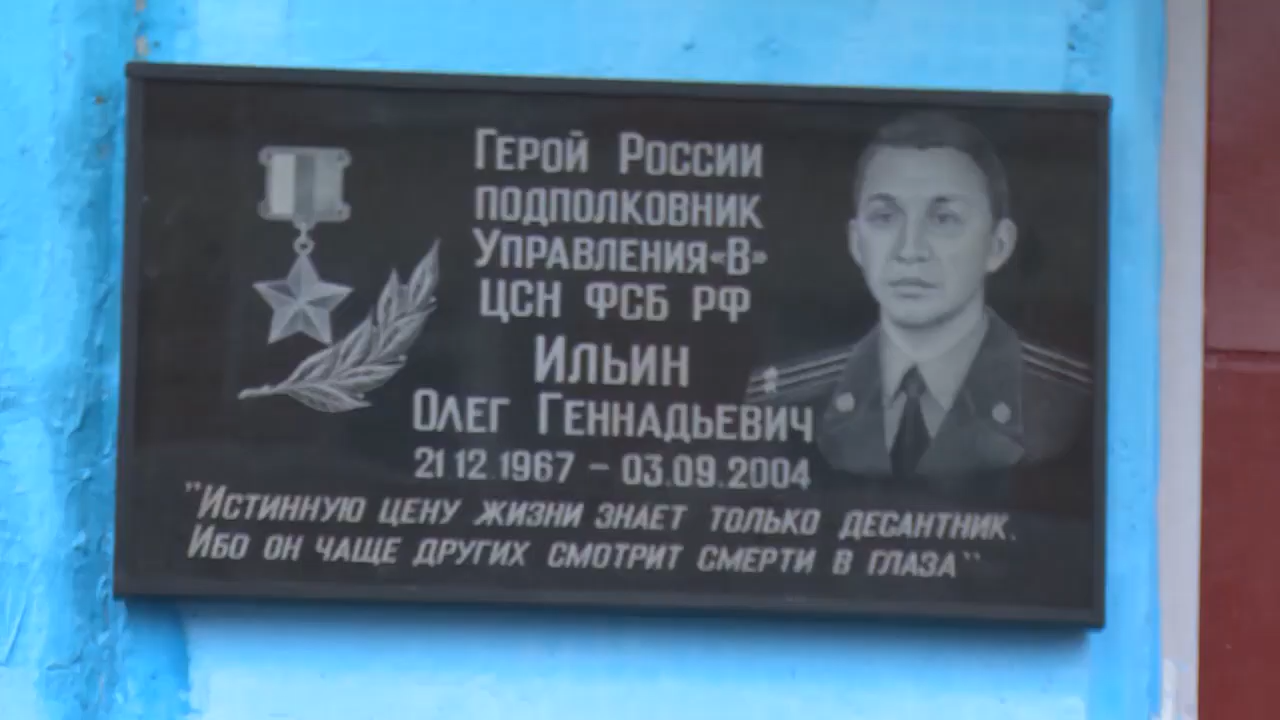 Герой России
подполковник
Управления «В»
ЦСН ФСБ РФ
Ильин
Олег Геннадьевич
21.12.1967 – 03.09.2004
"Истинную цену жизни знает только десантник.
Ибо он чаще других смотрит смерти в глаза"